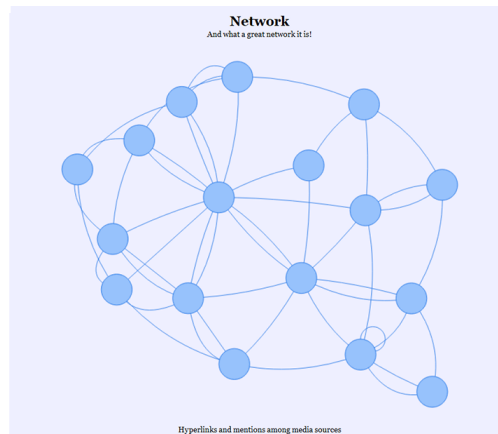 Network
And what a great network it is!
Hyperlinks and mentions among media sources